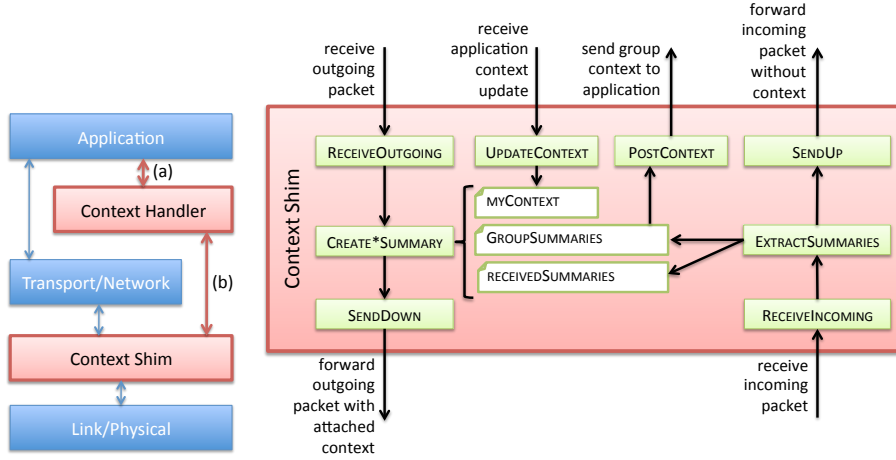 Application
(a)
Context Handler
Transport/Network
(b)
Context Shim
Link/Physical
receive
outgoing
packet
receive
application
context
update
send group
context to
application
forward
incoming
packet
without
context
Context Shim
RECEIVEOUTGOING
UPDATECONTEXT
POSTCONTEXT
SENDUP
MYCONTEXT
CREATE*SUMMARY
GROUPSUMMARIES
EXTRACTSUMMARIES
RECEIVEDSUMMARIES
SENDDOWN
RECEIVEINCOMING
forward
outgoing
packet with
attached
context
receive
incoming
packet